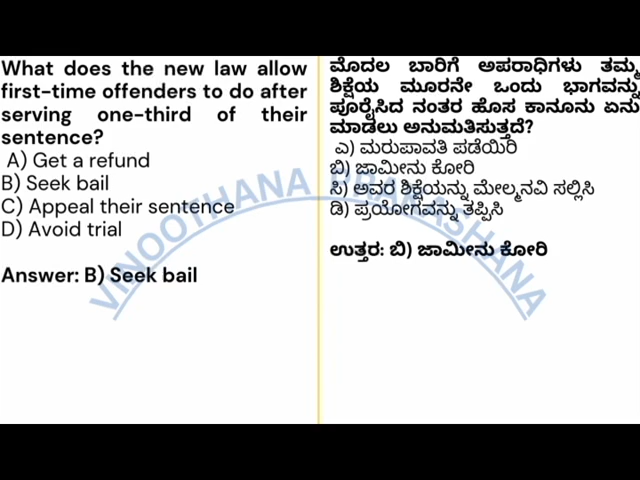 What does the new law allow
first-time offenders to do after
serving one-third of their
sentence?
A) Get a refund
B) Seek bail
C) Appeal their sentence
D) Avoid trial
Answer: B) Seek bail
ಮೊದಲ ಬಾರಿಗೆ ಅಪರಾಧಿಗಳು ತಮ್ಮ
ಶಿಕ್ಷೆಯ ಮೂರನೇ ಒಂದು ಭಾಗವನ್ನು
ಪೂರೈಸಿದ ನಂತರ ಹೊಸ ಕಾನೂನು ಏನು
ಮಾಡಲು ಅನುಮತಿಸುತ್ತದೆ?
ಎ) ಮರುಪಾವತಿ ಪಡೆಯಿರಿ
ಬಿ) ಜಾಮೀನು ಕೋರಿ
ಸಿ) ಅವರ ಶಿಕ್ಷೆಯನ್ನು ಮೇಲ್ಮನವಿ ಸಲ್ಲಿಸಿ
ಡಿ) ಪ್ರಯೋಗವನ್ನು ತಪ್ಪಿಸಿ
ಉತ್ತರ: ಬಿ) ಜಾಮೀನು ಕೋರಿ
VINOOTHANA PRAKASHANA